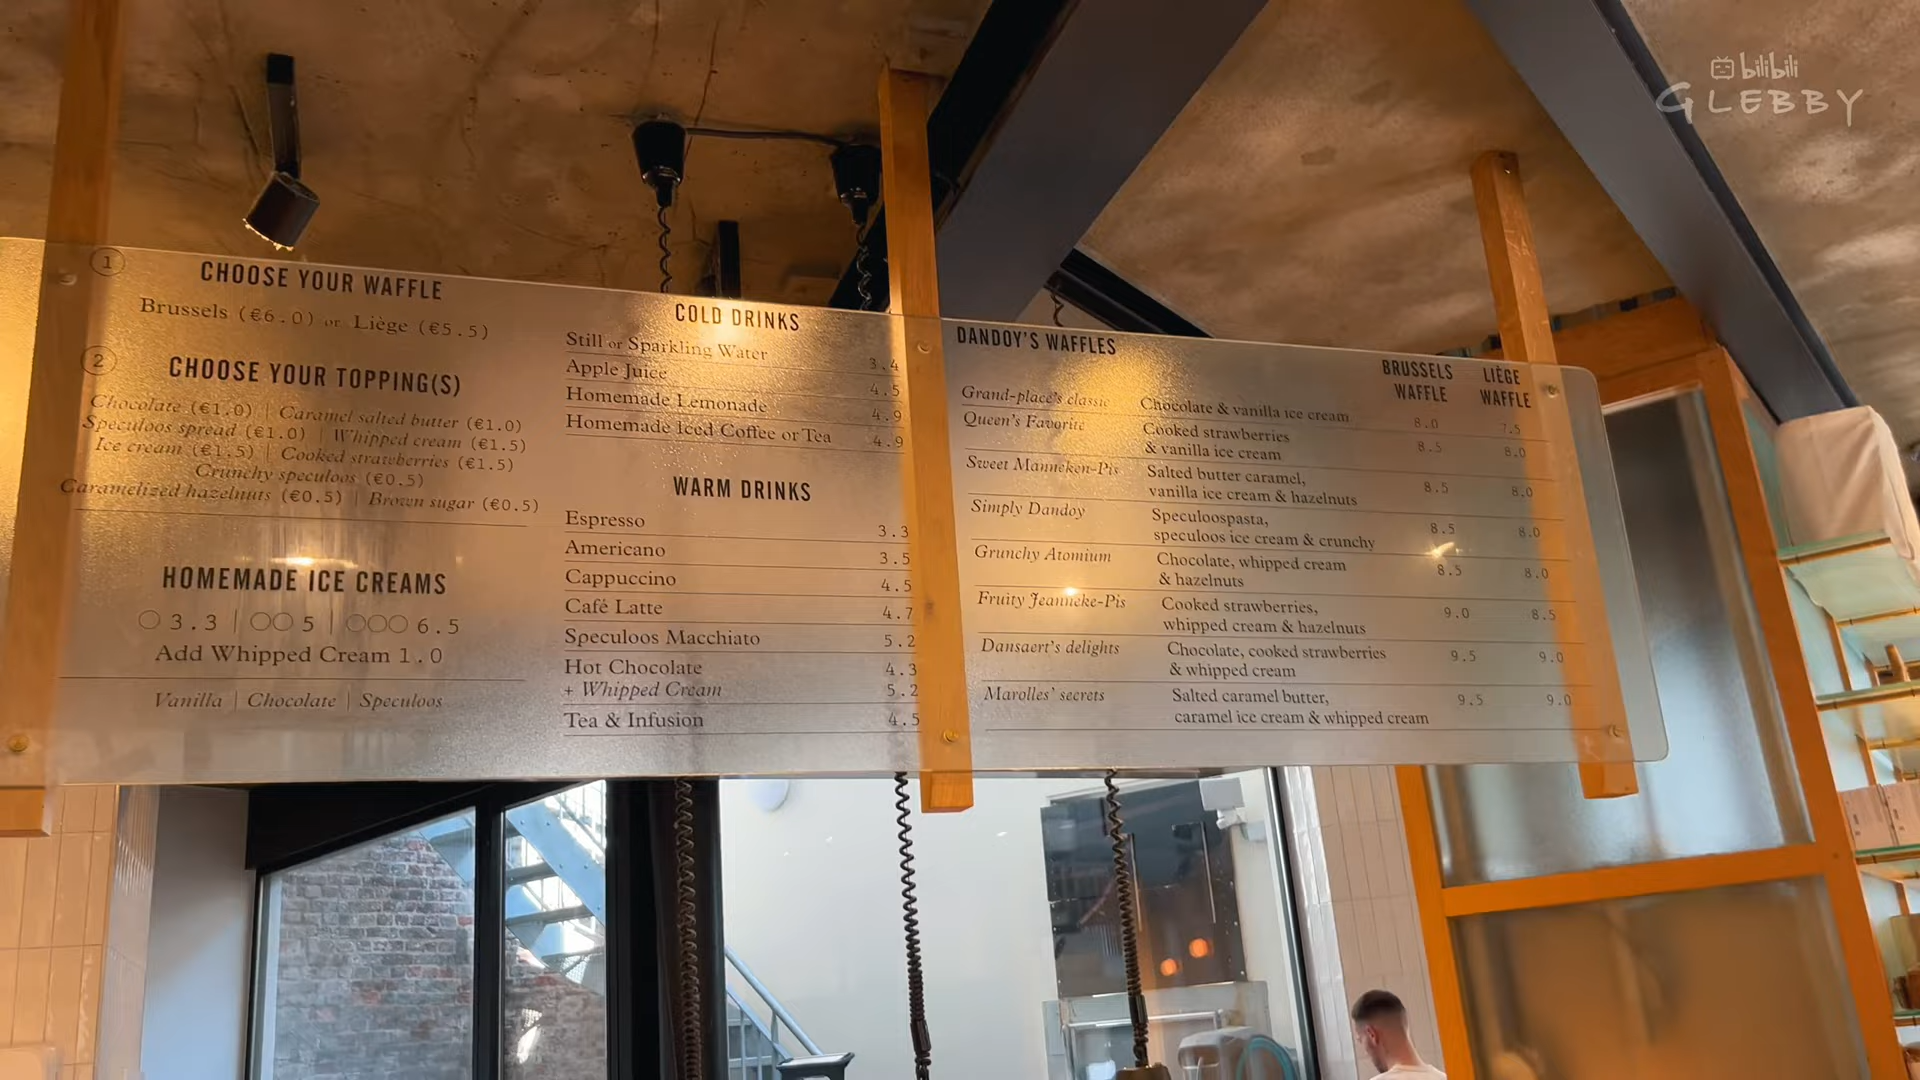 bilibili
GLEBBY
1
CHOOSE YOUR WAFFLE
Brussels (€6.0) or Liège (€5.5)
2
CHOOSE YOUR TOPPING(S)
Chocolate (€1.0) | Caramel salted butter (€1.0)
Speculoos spread (€1.0) | Whipped cream (€1.5)
Ice cream (€1.5) | Cooked strawberries (€1.5)
Crunchy speculoos (€0.5)
Caramelized hazelnuts (€0.5) | Brown sugar (€0.5)
HOMEMADE ICE CREAMS
3.3 | 5 | 6.5
Add Whipped Cream 1.0
Vanilla | Chocolate | Speculoos
COLD DRINKS
Still or Sparkling Water 3.4
Apple Juice 4.5
Homemade Lemonade 4.9
Homemade Iced Coffee or Tea 4.9
WARM DRINKS
Espresso 3.3
Americano 3.5
Cappuccino 4.5
Café Latte 4.7
Speculoos Macchiato 5.2
Hot Chocolate 4.3
+ Whipped Cream 5.2
Tea & Infusion 4.5
DANDOY'S WAFFLES
BRUSSELS WAFFLE
LIÈGE WAFFLE
Grand-place's classic Chocolate & vanilla ice cream 8.0 7.5
Queen's Favorite Cooked strawberries 8.5 8.0
& vanilla ice cream
Sweet Manneken-Pis Salted butter caramel, 8.5 8.0
vanilla ice cream & hazelnuts
Simply Dandoy Speculoospasta, 8.5 8.0
speculoos ice cream & crunchy
Grunchy Atomium Chocolate, whipped cream 8.5 8.0
& hazelnuts
Fruity Jeanneke-Pis Cooked strawberries, 9.0 8.5
whipped cream & hazelnuts
Dansaert's delights Chocolate, cooked strawberries 9.5 9.0
& whipped cream
Marolles' secrets Salted caramel butter, 9.5 9.0
caramel ice cream & whipped cream